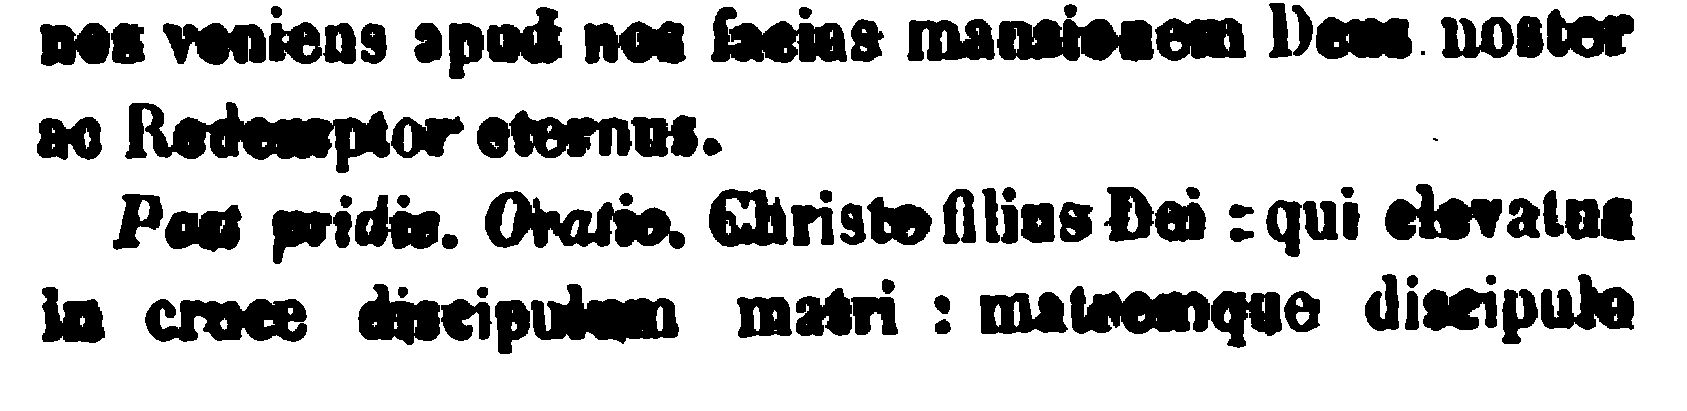 nos veniens apud nos facias mansionem Deus noster
ac Redemptor eternus.
Post pridie. Oratio. Christe filius Dei : qui elevatus
in cruce discipulum matri : matremque discipulo